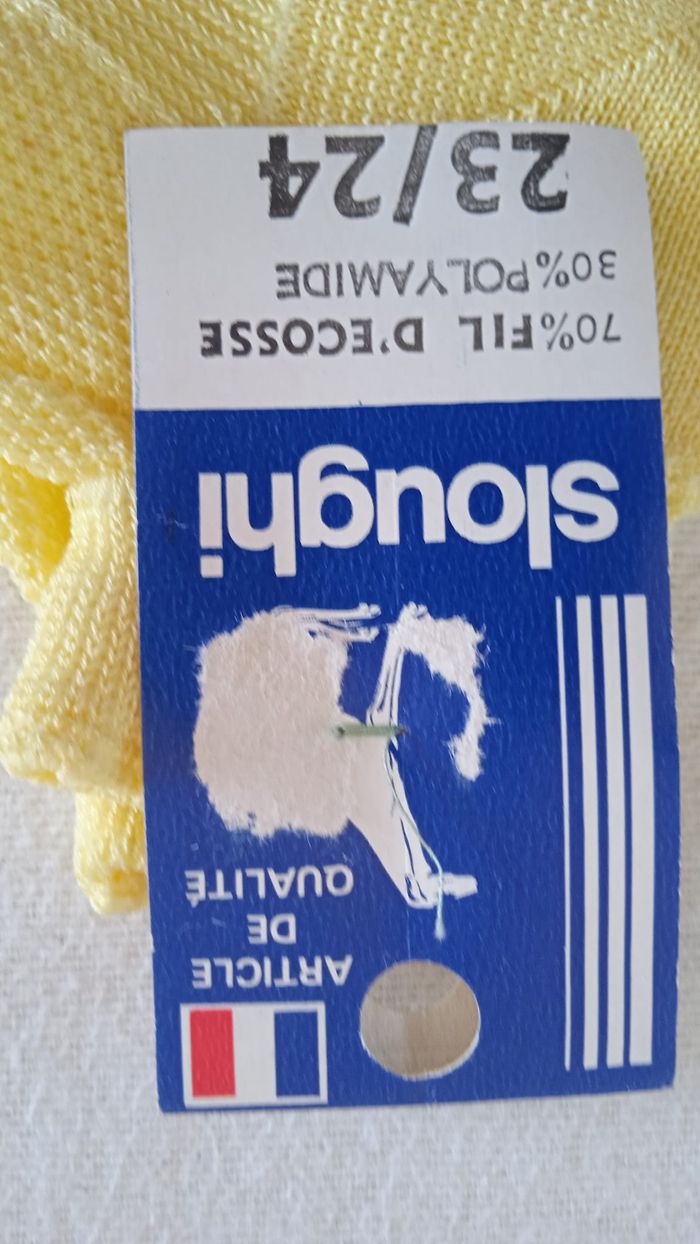 ARTICLE
DE
QUALITÉ
sloughi
70%FIL D'ECOSSE
30%POLYAMIDE
23/24